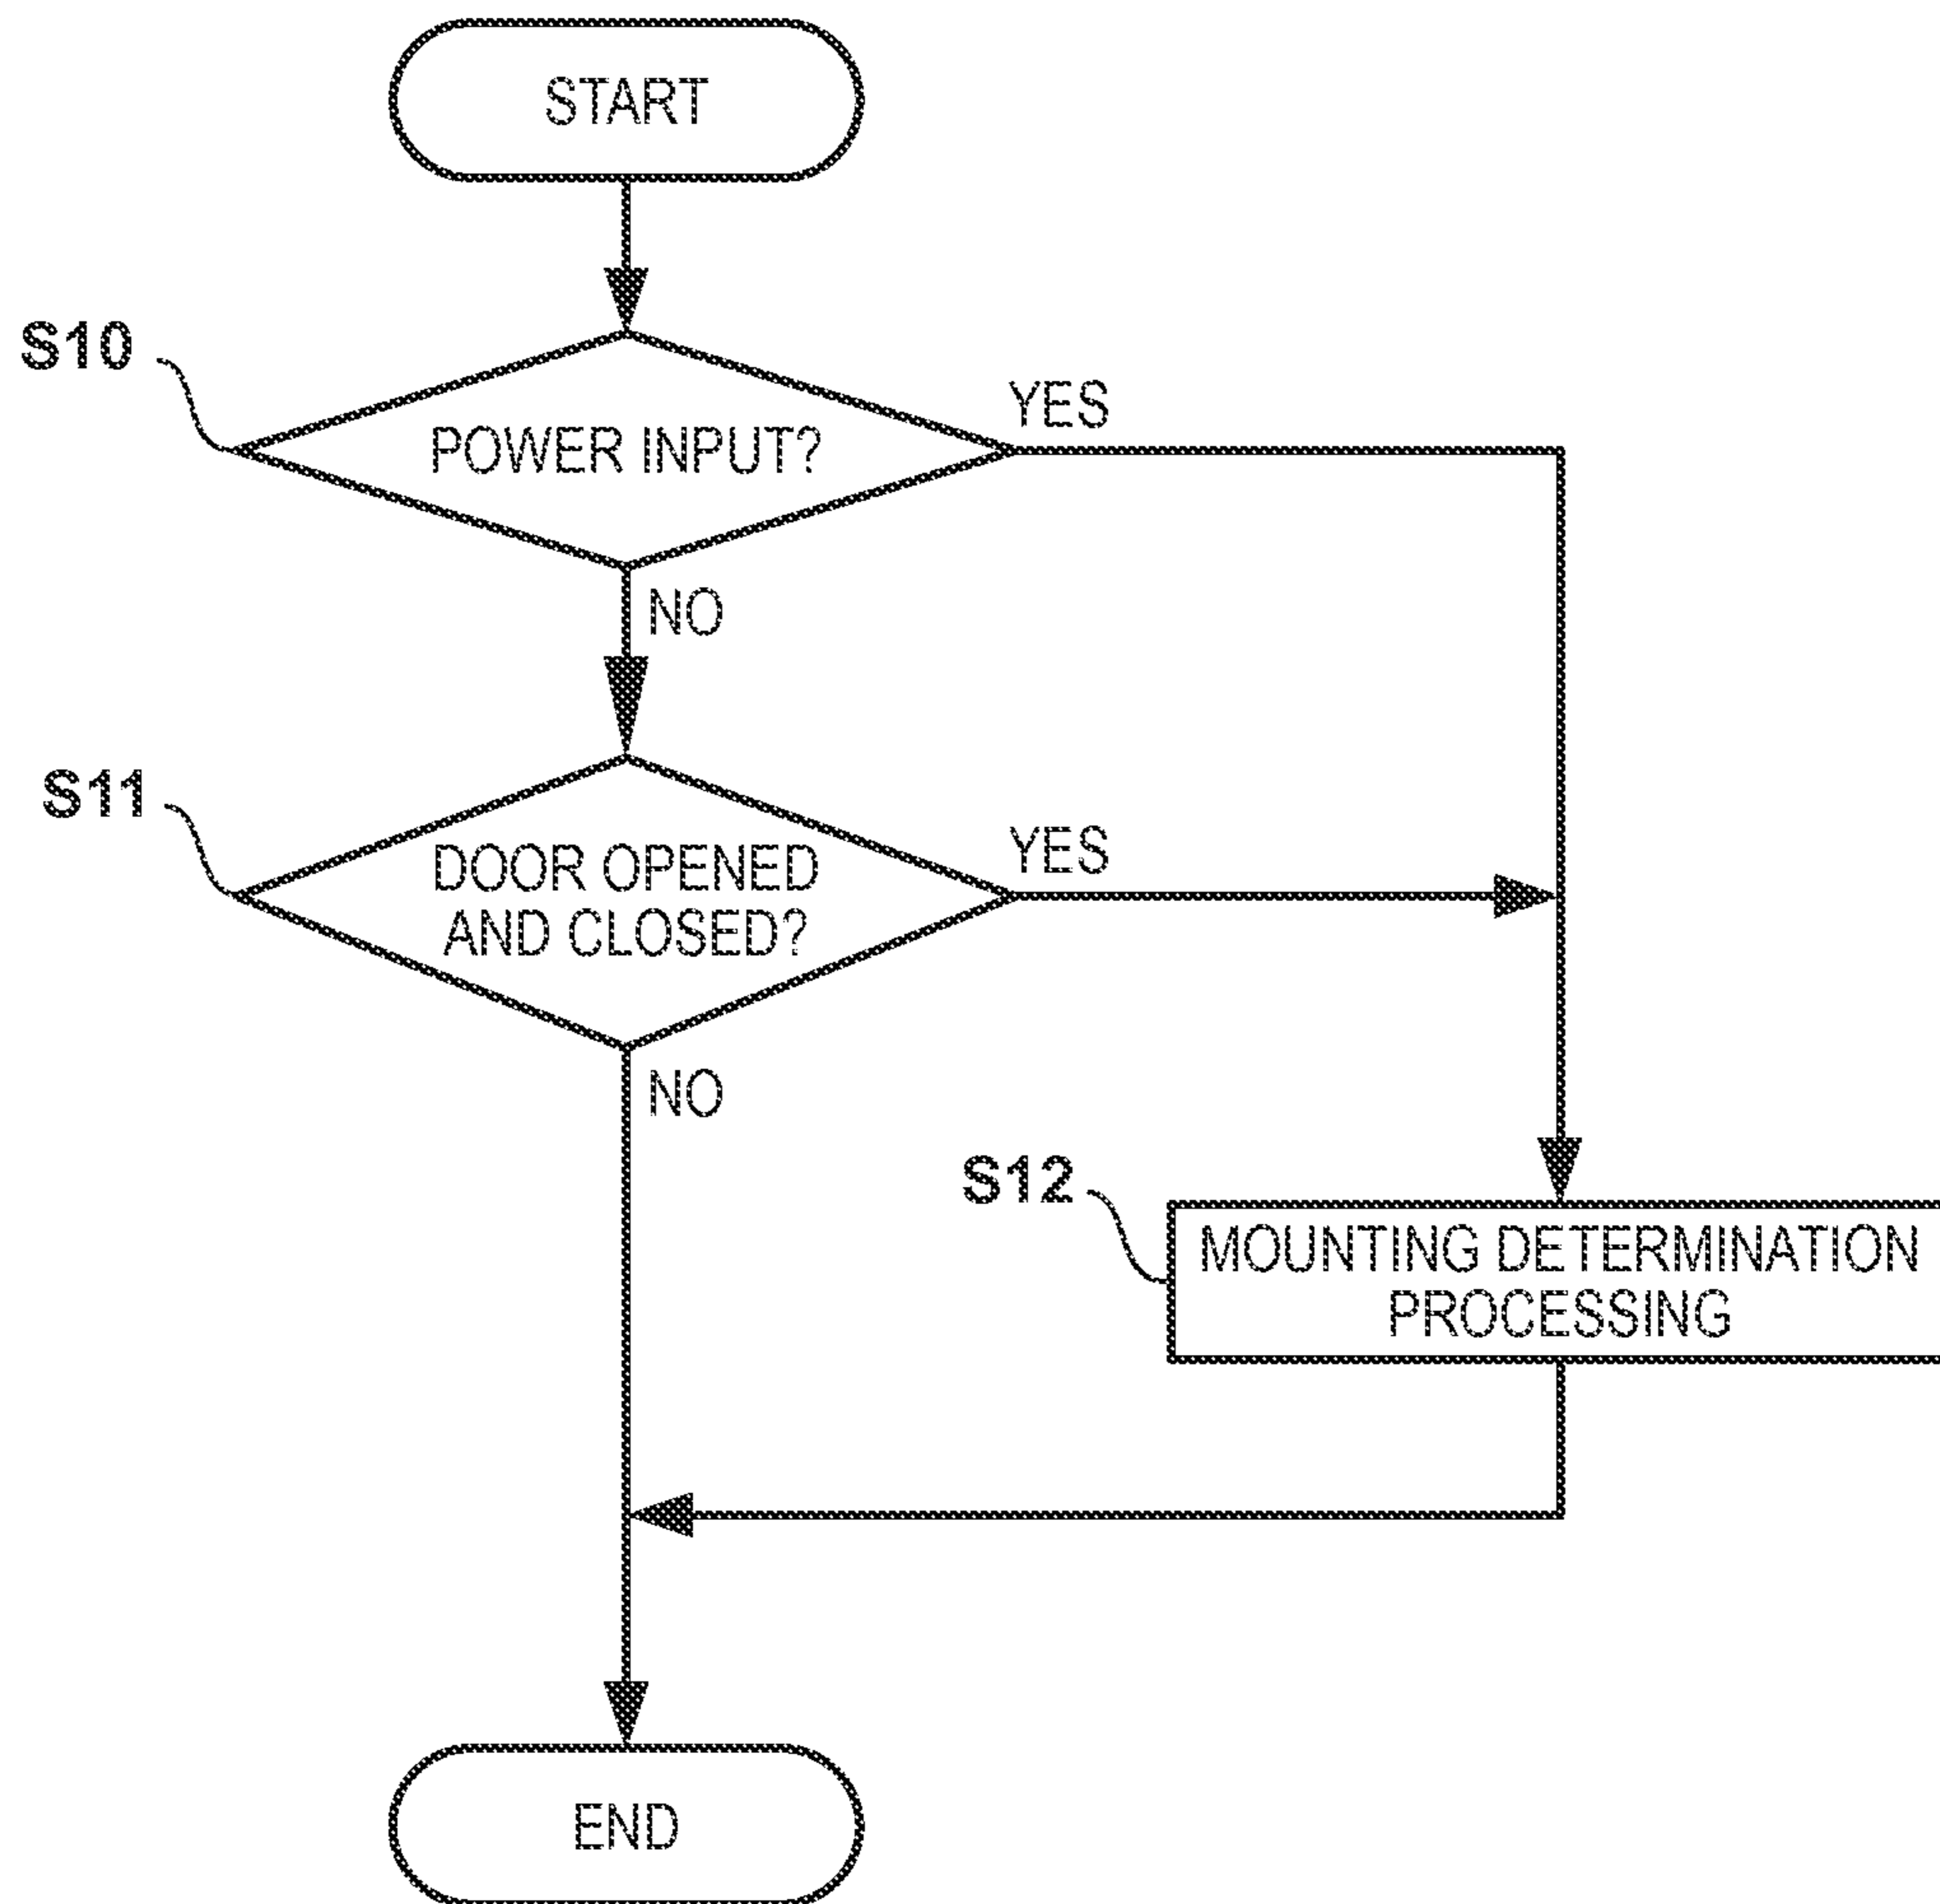 START
S10
POWER INPUT?
YES
NO
S11
DOOR OPENED
AND CLOSED?
YES
NO
S12
MOUNTING DETERMINATION
PROCESSING
END